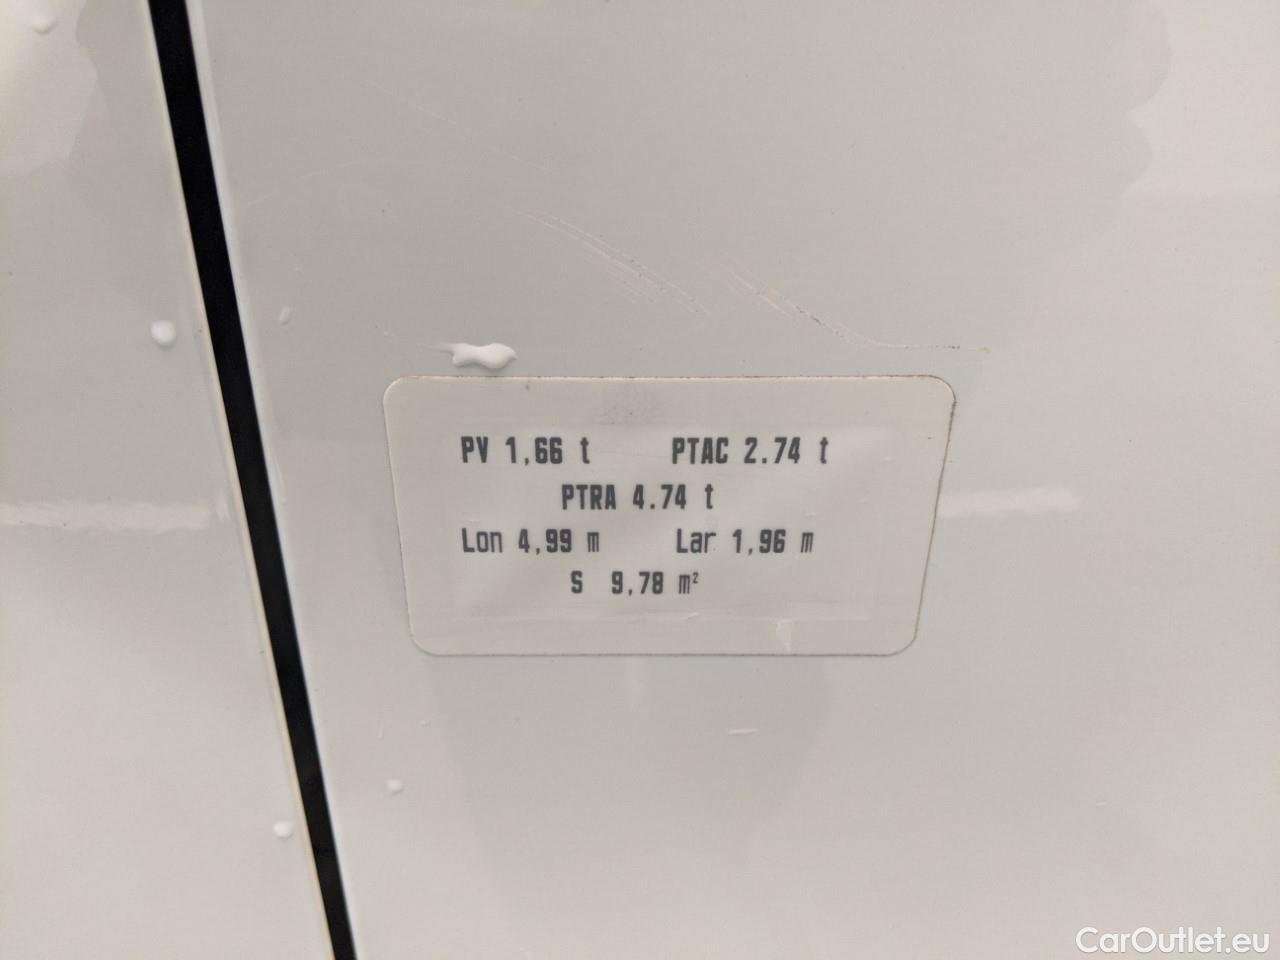 PV 1,66 t PTAC 2.74 t
PTRA 4.74 t
Lon 4,99 m Lar 1,96 m
S 9,78 m²
CarOutlet.eu